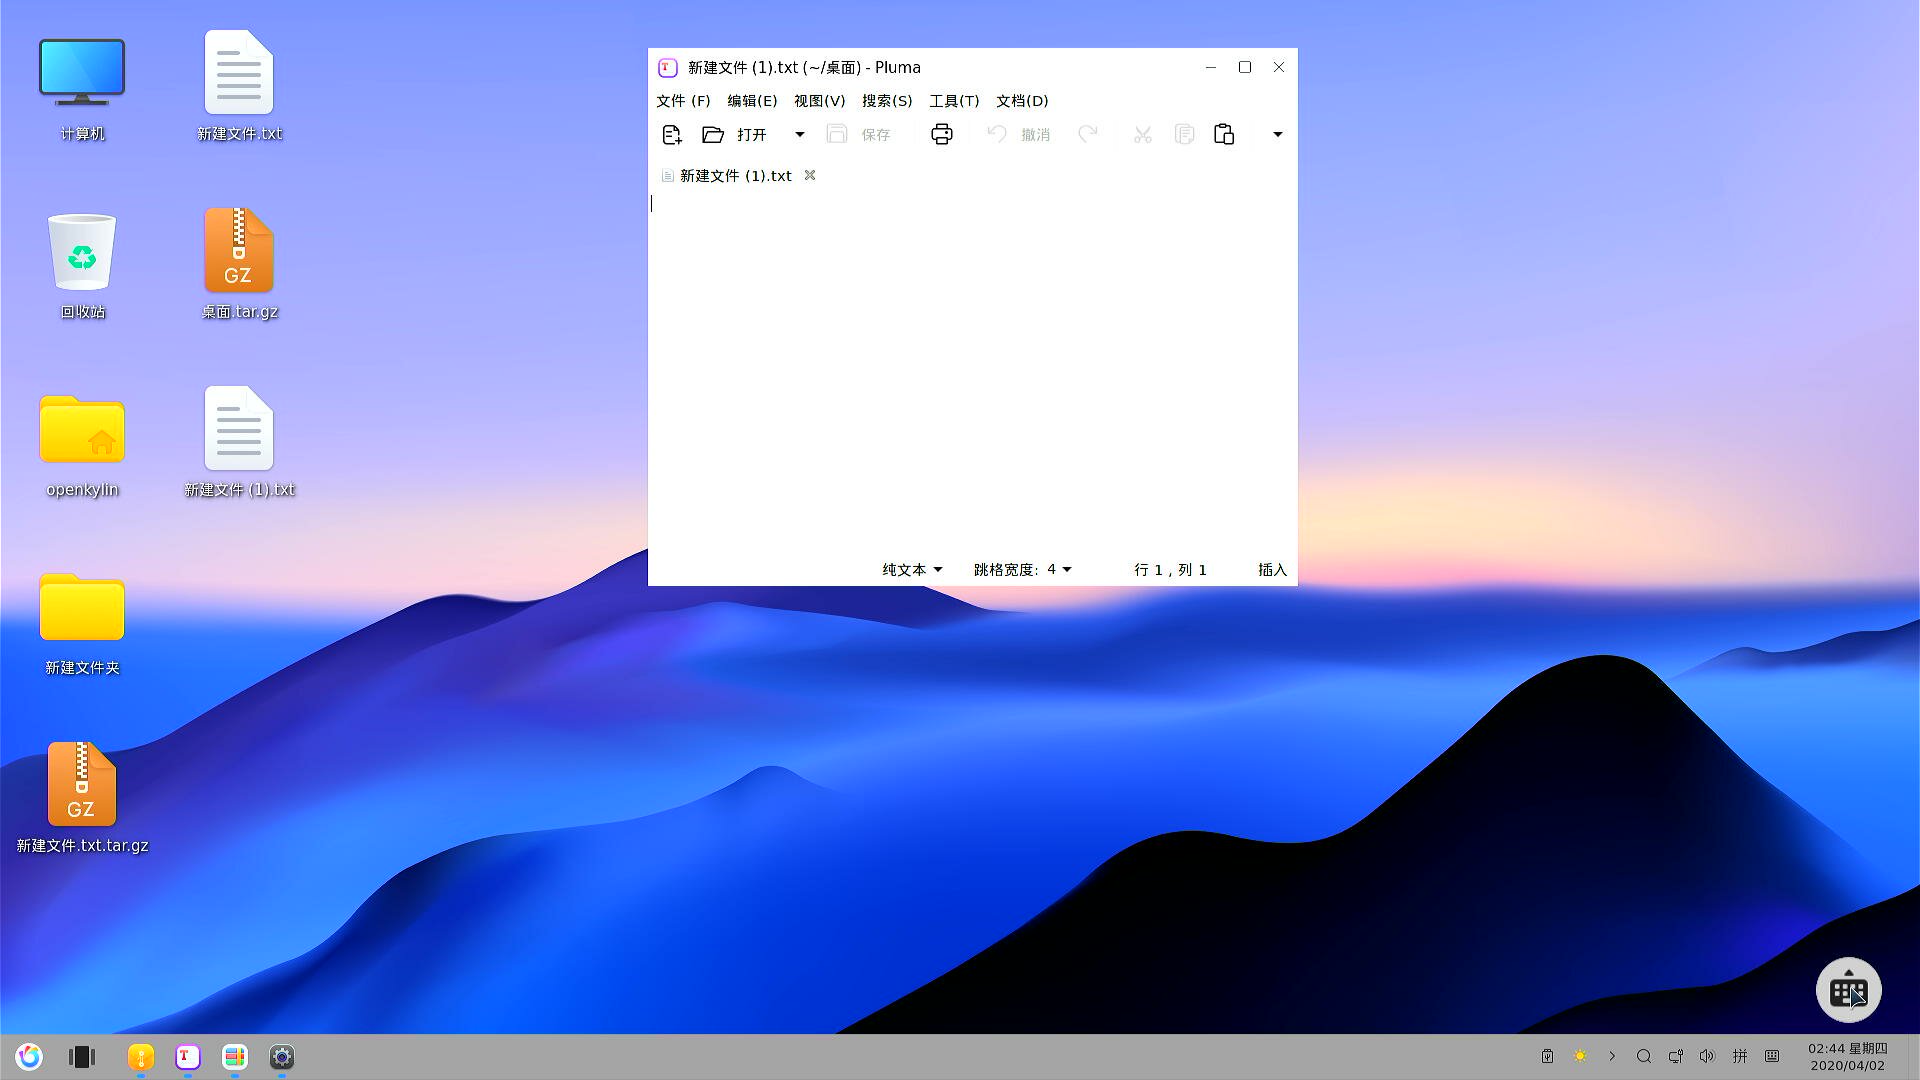 计算机
新建文件.txt
回收站
GZ
桌面.tar.gz
openkylin
新建文件 (1).txt
新建文件夹
GZ
新建文件.txt.tar.gz
新建文件 (1).txt (~/桌面) - Pluma
文件 (F) 编辑(E) 视图(V) 搜索(S) 工具(T) 文档(D)
打开 保存 撤消
新建文件 (1).txt
纯文本 跳格宽度: 4 行 1 , 列 1 插入
拼
02:44 星期四
2020/04/02